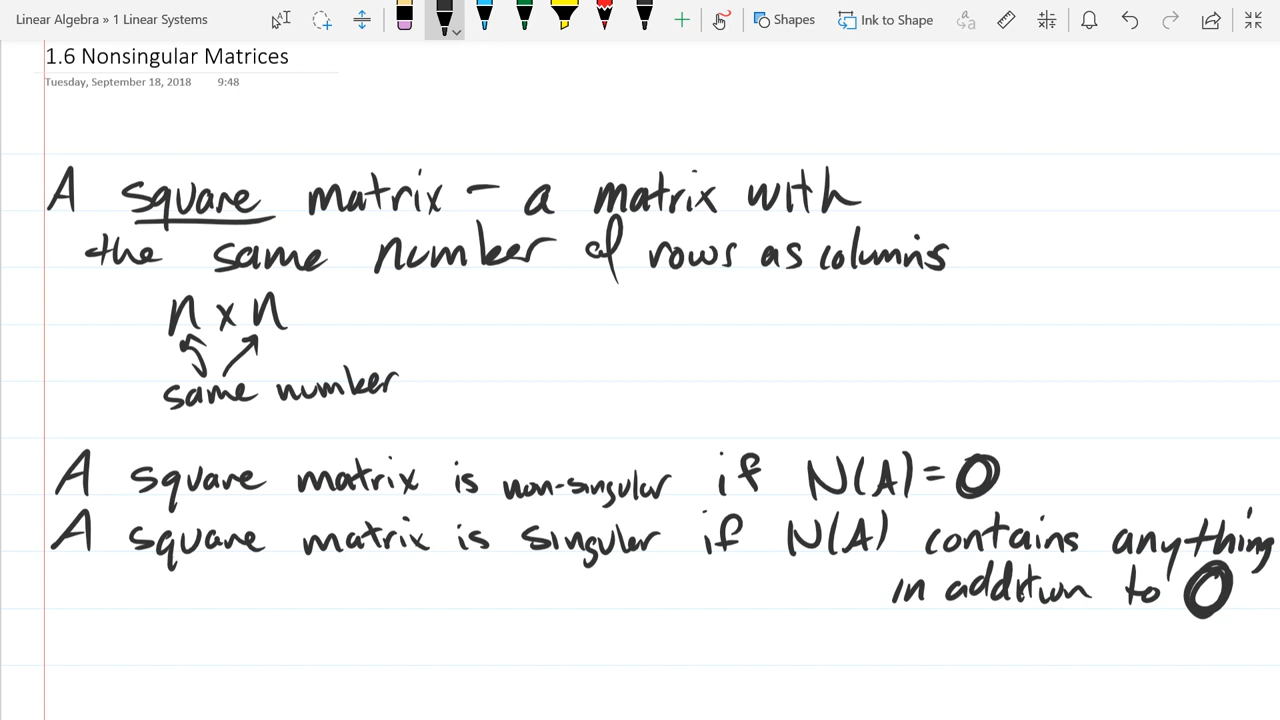 Linear Algebra » 1 Linear Systems
Shapes
Ink to Shape
1.6 Nonsingular Matrices
Tuesday, September 18, 2018 9:48
A square matrix – a matrix with
the same number of rows as columns
n x n
same number
A square matrix is non-singular if N(A) = 0
A square matrix is singular if N(A) contains anything
in addition to 0